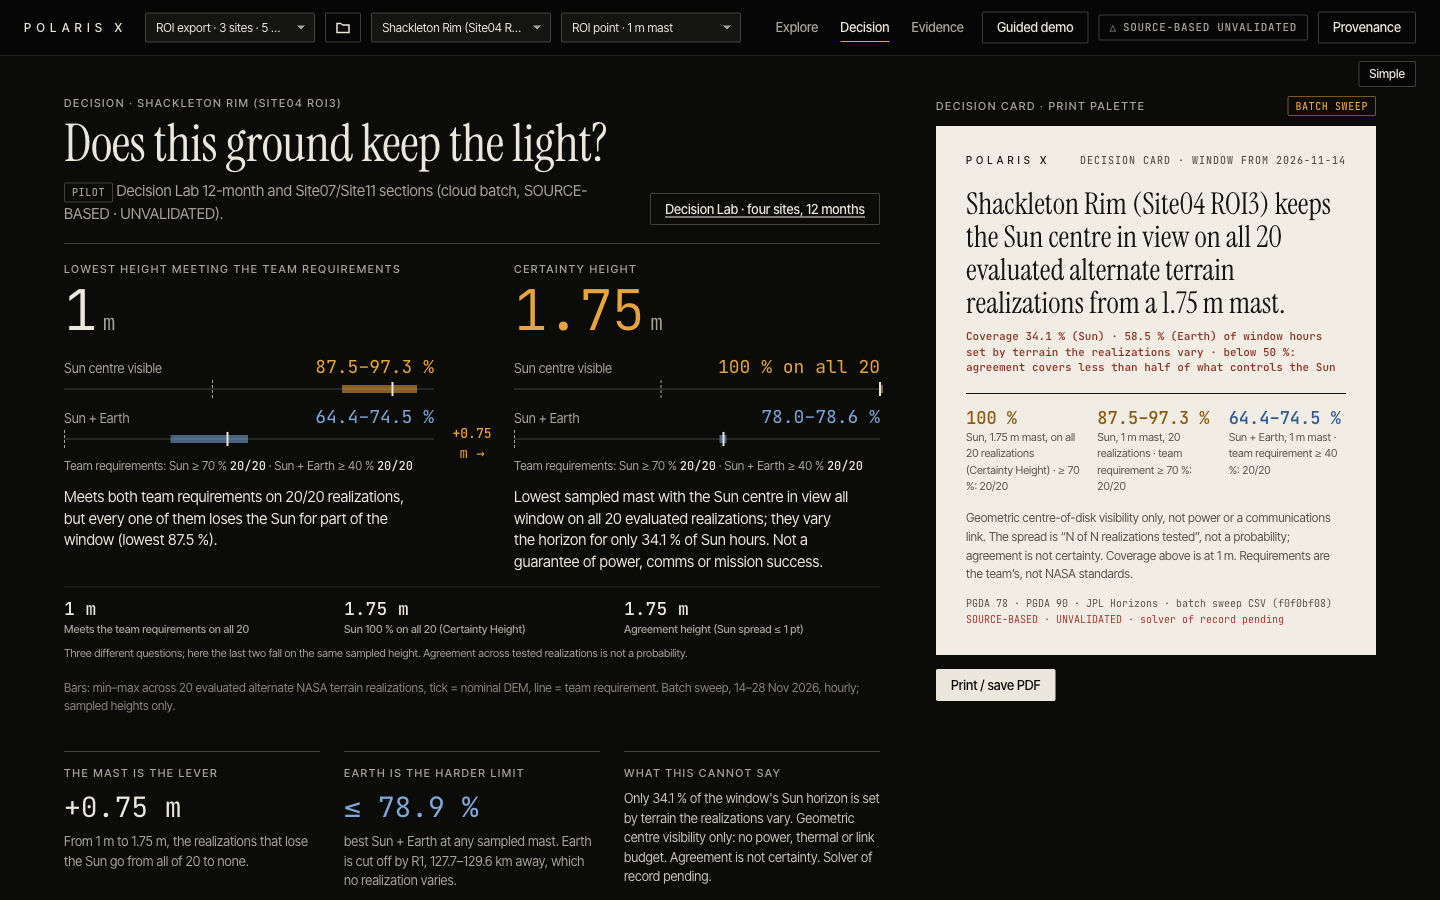 POLARIS X
ROI export · 3 sites · 5 ...
Shackleton Rim (Site04 R...
ROI point · 1 m mast
Explore
Decision
Evidence
Guided demo
△ SOURCE-BASED UNVALIDATED
Provenance
Simple
DECISION · SHACKLETON RIM (SITE04 ROI3)
Does this ground keep the light?
PILOT Decision Lab 12-month and Site07/Site11 sections (cloud batch, SOURCE-
BASED · UNVALIDATED).
Decision Lab · four sites, 12 months
LOWEST HEIGHT MEETING THE TEAM REQUIREMENTS
1 m
Sun centre visible 87.5–97.3 %
Sun + Earth 64.4–74.5 %
Team requirements: Sun ≥ 70 % 20/20 · Sun + Earth ≥ 40 % 20/20
Meets both team requirements on 20/20 realizations,
but every one of them loses the Sun for part of the
window (lowest 87.5 %).
+0.75
m →
CERTAINTY HEIGHT
1.75 m
Sun centre visible 100 % on all 20
Sun + Earth 78.0–78.6 %
Team requirements: Sun ≥ 70 % 20/20 · Sun + Earth ≥ 40 % 20/20
Lowest sampled mast with the Sun centre in view all
window on all 20 evaluated realizations; they vary
the horizon for only 34.1 % of Sun hours. Not a
guarantee of power, comms or mission success.
1 m
Meets the team requirements on all 20
1.75 m
Sun 100 % on all 20 (Certainty Height)
1.75 m
Agreement height (Sun spread ≤ 1 pt)
Three different questions; here the last two fall on the same sampled height. Agreement across tested realizations is not a probability.
Bars: min–max across 20 evaluated alternate NASA terrain realizations, tick = nominal DEM, line = team requirement. Batch sweep, 14–28 Nov 2026, hourly;
sampled heights only.
THE MAST IS THE LEVER
+0.75 m
From 1 m to 1.75 m, the realizations that lose
the Sun go from all of 20 to none.
EARTH IS THE HARDER LIMIT
≤ 78.9 %
best Sun + Earth at any sampled mast. Earth
is cut off by R1, 127.7–129.6 km away, which
no realization varies.
WHAT THIS CANNOT SAY
Only 34.1 % of the window's Sun horizon is set
by terrain the realizations vary. Geometric
centre visibility only: no power, thermal or link
budget. Agreement is not certainty. Solver of
record pending.
DECISION CARD · PRINT PALETTE
BATCH SWEEP
POLARIS X
DECISION CARD · WINDOW FROM 2026-11-14
Shackleton Rim (Site04 ROI3) keeps
the Sun centre in view on all 20
evaluated alternate terrain
realizations from a 1.75 m mast.
Coverage 34.1 % (Sun) · 58.5 % (Earth) of window hours
set by terrain the realizations vary · below 50 %:
agreement covers less than half of what controls the Sun
100 %
Sun, 1.75 m mast, on all
20 realizations
(Certainty Height) · ≥ 70
%: 20/20
87.5–97.3 %
Sun, 1 m mast, 20
realizations · team
requirement ≥ 70 %:
20/20
64.4–74.5 %
Sun + Earth, 1 m mast ·
team requirement ≥ 40
%: 20/20
Geometric centre-of-disk visibility only, not power or a communications
link. The spread is “N of N realizations tested”, not a probability;
agreement is not certainty. Coverage above is at 1 m. Requirements are
the team’s, not NASA standards.
PGDA 78 · PGDA 90 · JPL Horizons · batch sweep CSV (f0f0bf08)
SOURCE-BASED · UNVALIDATED · solver of record pending
Print / save PDF